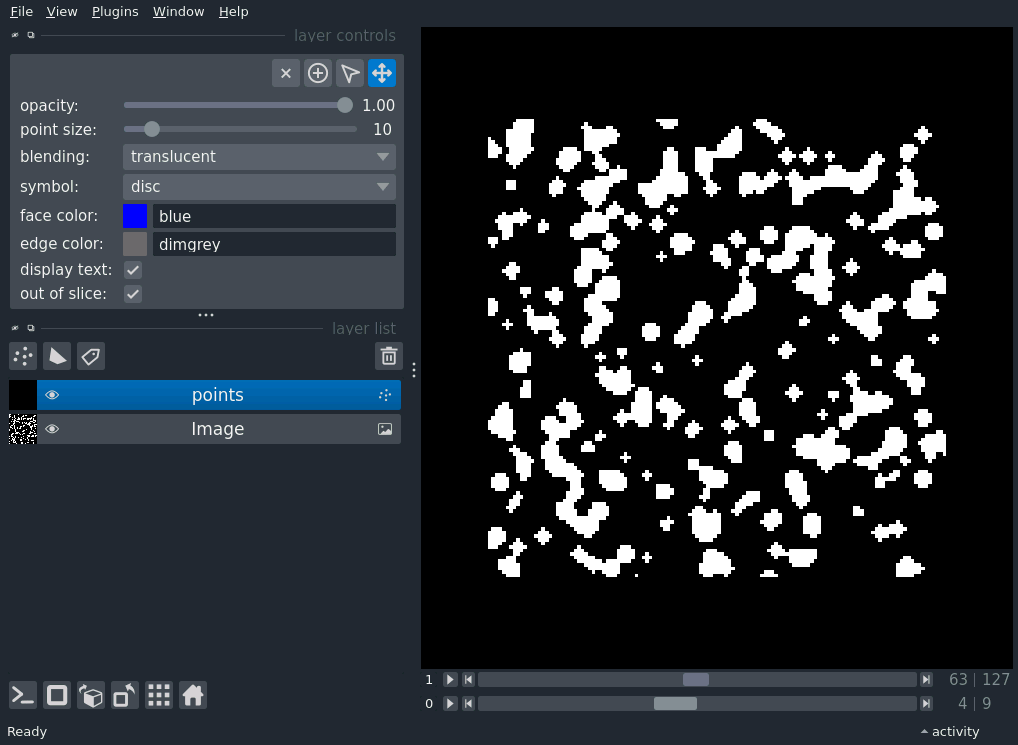 File View Plugins Window Help
layer controls
opacity: 1.00
point size: 10
blending: translucent
symbol: disc
face color: blue
edge color: dimgrey
display text:
out of slice:
layer list
points
Image
1 63 | 127
0 4 | 9
Ready activity